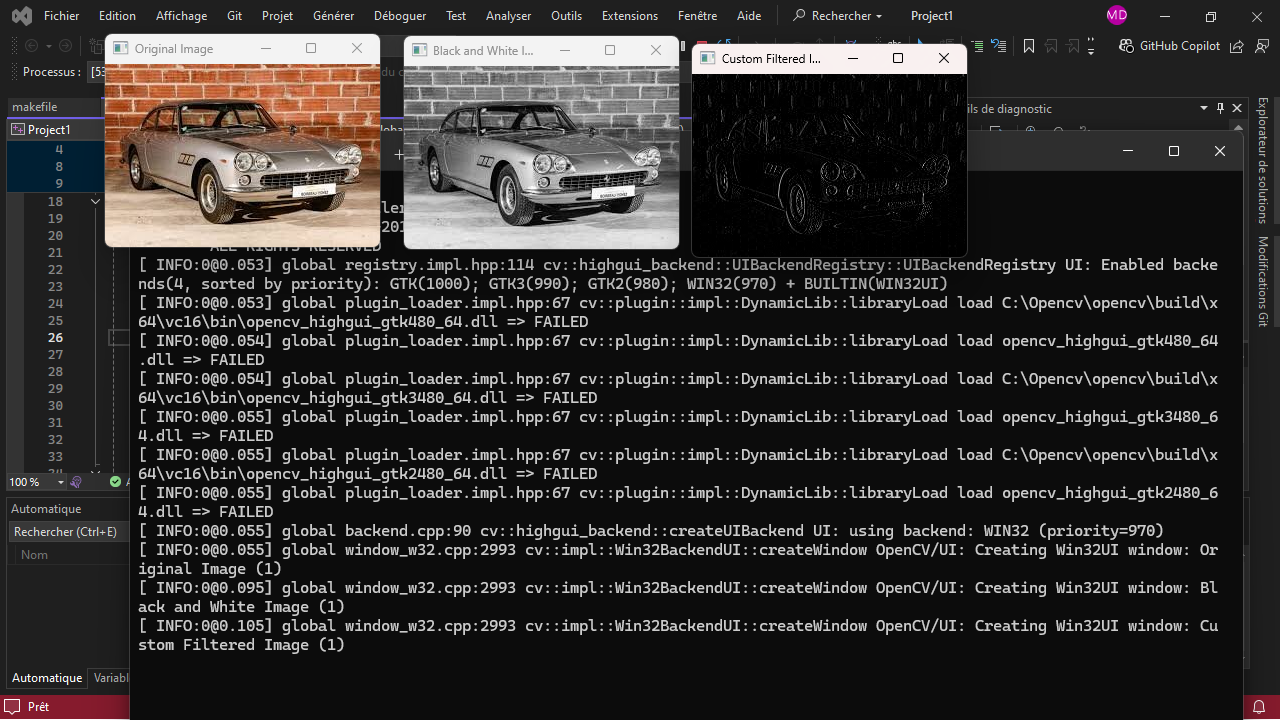 Fichier Edition Affichage Git Projet Générer Déboguer Test Analyser Outils Extensions Fenêtre Aide Rechercher Project1 MD
GitHub Copilot
Processus : [53
Original Image
Black and White I...
Custom Filtered I...
makefile
ils de diagnostic
Project1
4
8
9
18
19
20
21
22
23
24
25
26
27
28
29
30
31
32
33
100 %
Explorateur de solutions
Modifications Git
ALL RIGHTS RESERVED
[ INFO:0@0.053] global registry.impl.hpp:114 cv::highgui_backend::UIBackendRegistry::UIBackendRegistry UI: Enabled backe
nds(4, sorted by priority): GTK(1000); GTK3(990); GTK2(980); WIN32(970) + BUILTIN(WIN32UI)
[ INFO:0@0.053] global plugin_loader.impl.hpp:67 cv::plugin::impl::DynamicLib::libraryLoad load C:\Opencv\opencv\build\x
64\vc16\bin\opencv_highgui_gtk480_64.dll => FAILED
[ INFO:0@0.054] global plugin_loader.impl.hpp:67 cv::plugin::impl::DynamicLib::libraryLoad load opencv_highgui_gtk480_64
.dll => FAILED
[ INFO:0@0.054] global plugin_loader.impl.hpp:67 cv::plugin::impl::DynamicLib::libraryLoad load C:\Opencv\opencv\build\x
64\vc16\bin\opencv_highgui_gtk3480_64.dll => FAILED
[ INFO:0@0.055] global plugin_loader.impl.hpp:67 cv::plugin::impl::DynamicLib::libraryLoad load opencv_highgui_gtk3480_6
4.dll => FAILED
[ INFO:0@0.055] global plugin_loader.impl.hpp:67 cv::plugin::impl::DynamicLib::libraryLoad load C:\Opencv\opencv\build\x
64\vc16\bin\opencv_highgui_gtk2480_64.dll => FAILED
[ INFO:0@0.055] global plugin_loader.impl.hpp:67 cv::plugin::impl::DynamicLib::libraryLoad load opencv_highgui_gtk2480_6
4.dll => FAILED
[ INFO:0@0.055] global backend.cpp:90 cv::highgui_backend::createUIBackend UI: using backend: WIN32 (priority=970)
[ INFO:0@0.055] global window_w32.cpp:2993 cv::impl::Win32BackendUI::createWindow OpenCV/UI: Creating Win32UI window: Or
iginal Image (1)
[ INFO:0@0.095] global window_w32.cpp:2993 cv::impl::Win32BackendUI::createWindow OpenCV/UI: Creating Win32UI window: Bl
ack and White Image (1)
[ INFO:0@0.105] global window_w32.cpp:2993 cv::impl::Win32BackendUI::createWindow OpenCV/UI: Creating Win32UI window: Cu
stom Filtered Image (1)
Automatique
Rechercher (Ctrl+E)
Nom
Automatique Variabl
Prêt